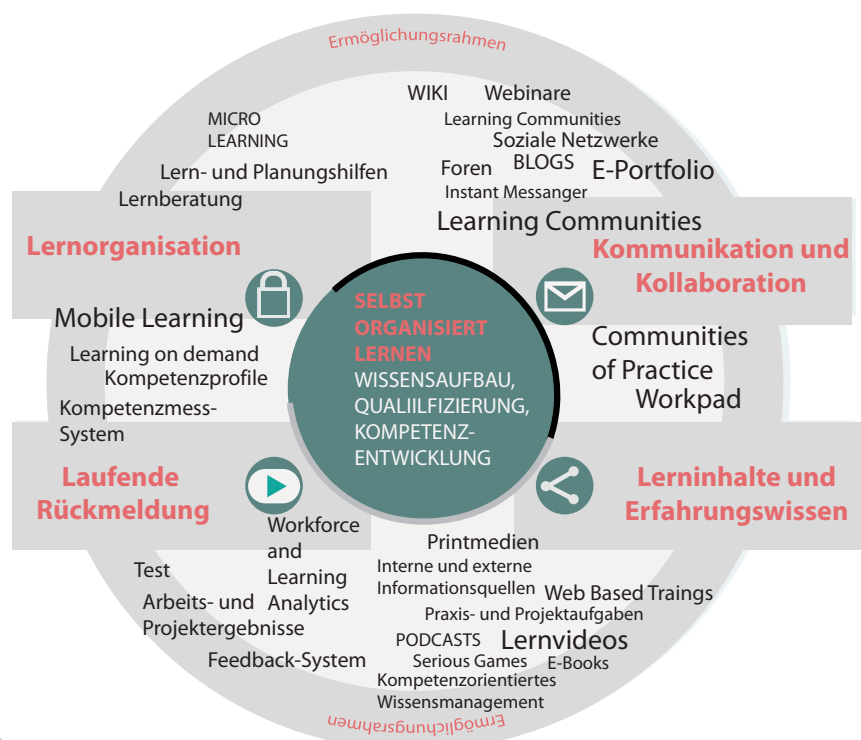 Ermöglichungsrahmen
WIKI
Webinare
MICRO
LEARNING
Learning Communities
Soziale Netzwerke
Lern- und Planungshilfen
Foren
BLOGS
E-Portfolio
Lernberatung
Instant Messanger
Learning Communities
Lernorganisation
Kommunikation und
Kollaboration
SELBST
ORGANISIERT
LERNEN
WISSENSAUFBAU,
QUALIILFIZIERUNG,
KOMPETENZ-
ENTWICKLUNG
Mobile Learning
Learning on demand
Kompetenzprofile
Kompetenzmess-
System
Communities
of Practice
Workpad
Laufende
Rückmeldung
Lerninhalte und
Erfahrungswissen
Workforce
and
Learning
Analytics
Test
Arbeits- und
Projektergebnisse
Feedback-System
Printmedien
Interne und externe
Informationsquellen
Web Based Traings
Praxis- und Projektaufgaben
PODCASTS
Lernvideos
Serious Games
E-Books
Kompetenzorientiertes
Wissensmanagement
Ermöglichungsrahmen